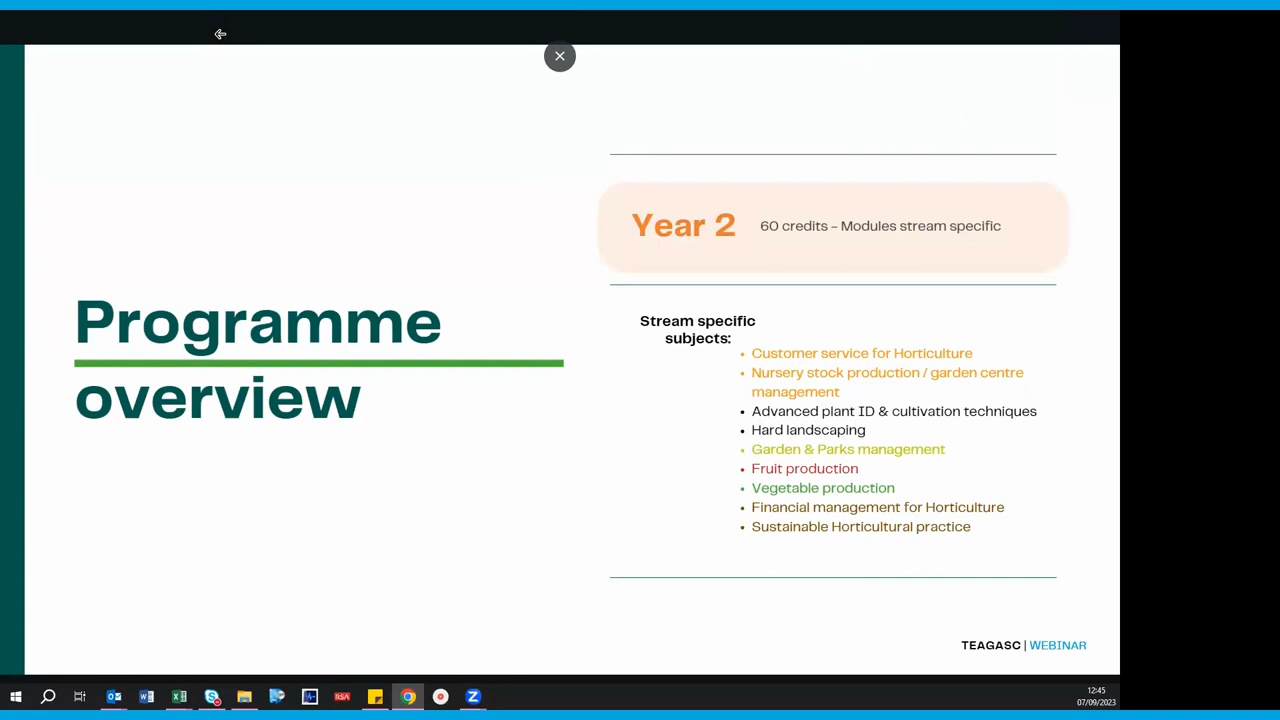 Programme
overview
Year 2 60 credits - Modules stream specific
Stream specific
subjects:
• Customer service for Horticulture
• Nursery stock production / garden centre
management
• Advanced plant ID & cultivation techniques
• Hard landscaping
• Garden & Parks management
• Fruit production
• Vegetable production
• Financial management for Horticulture
• Sustainable Horticultural practice
TEAGASC | WEBINAR
RSA
12:45
07/09/2023